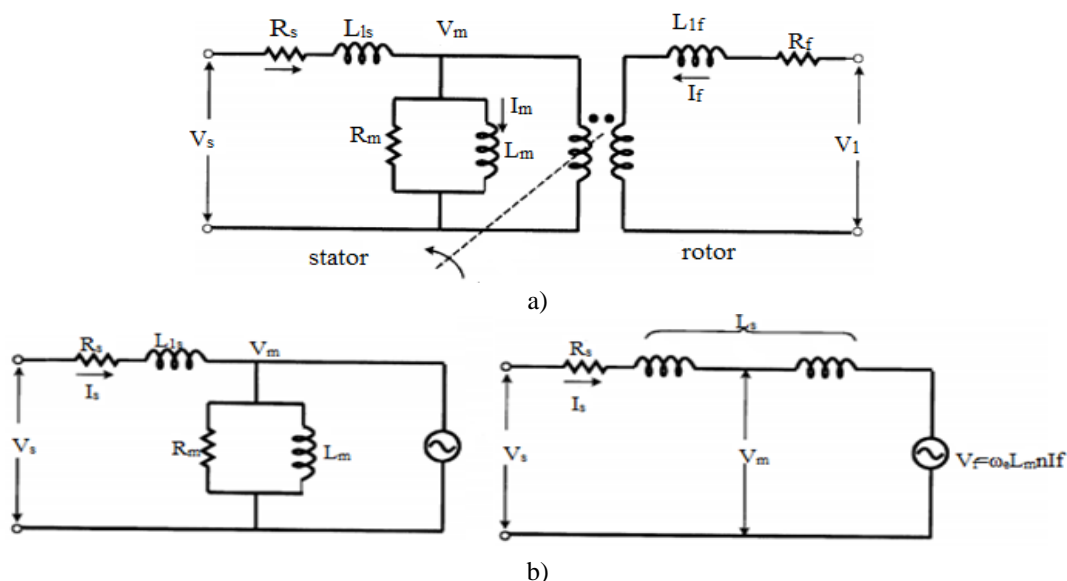 Rs L1s Vm L1f Rf
If
Im
Rm Lm
Vs V1
stator rotor
a)
Rs L1s Vm
Is
Vs Rm Lm
Ls
Rs
Is
Vs Vm Vf=ωeLmnIf
b)